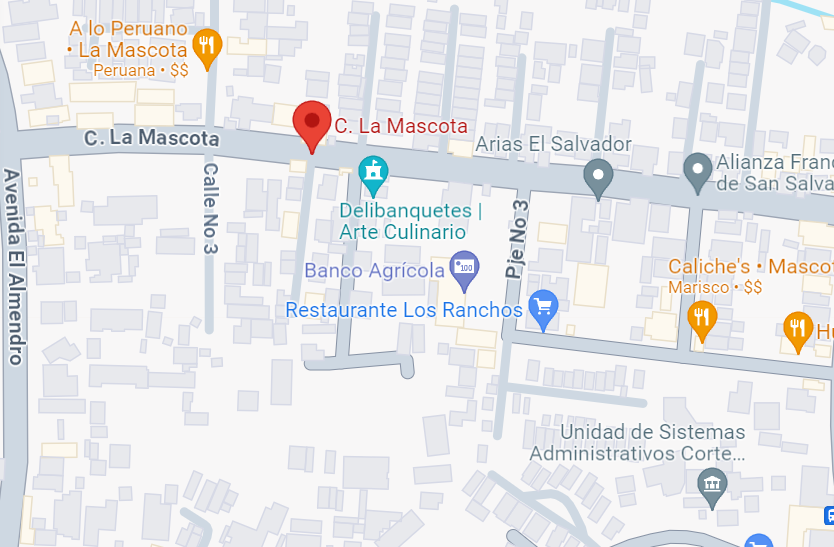 A lo Peruano
• La Mascota
Peruana • $$
C. La Mascota
C. La Mascota
Arias El Salvador
Alianza Franc
de San Salva
Avenida El Almendro
Calle No 3
Delibanquetes |
Arte Culinario
Pje No 3
Banco Agrícola
100
Caliche's • Mascot
Marisco • $$
Restaurante Los Ranchos
Hu
Unidad de Sistemas
Administrativos Corte...